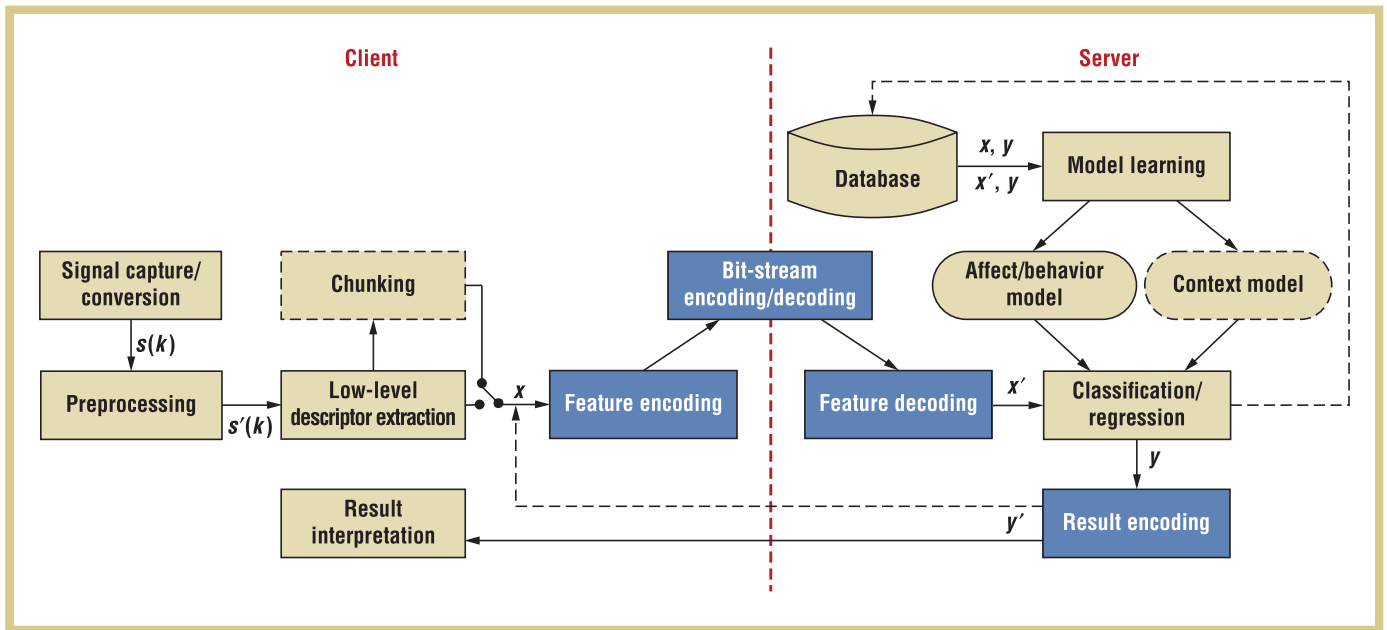 Client
Server
Database
x, y
x′, y
Model learning
Signal capture/
conversion
Chunking
Bit-stream
encoding/decoding
Affect/behavior
model
Context model
s(k)
Preprocessing
s′(k)
Low-level
descriptor extraction
x
Feature encoding
Feature decoding
x′
Classification/
regression
y
Result
interpretation
y′
Result encoding